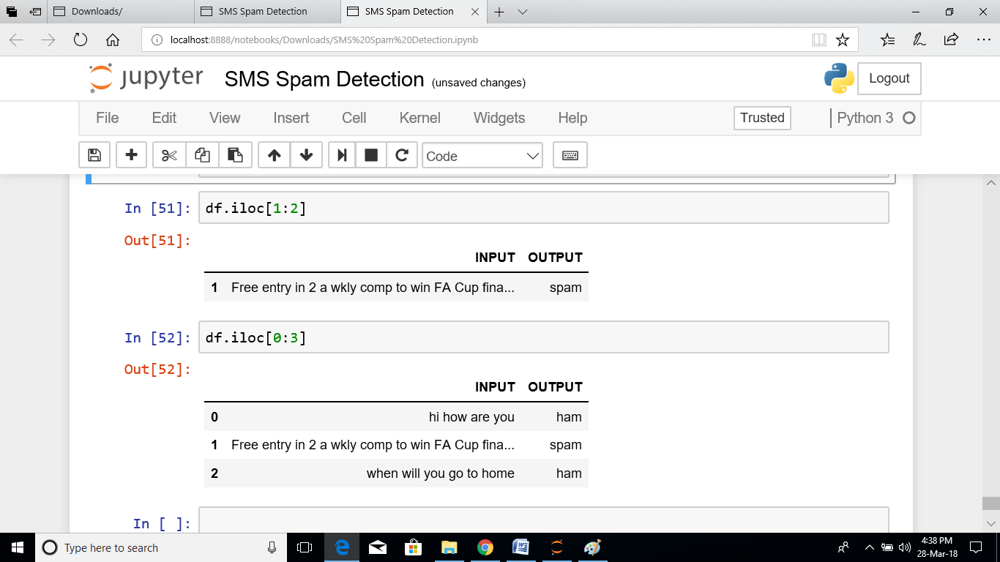 Downloads/ SMS Spam Detection SMS Spam Detection
localhost:8888/notebooks/Downloads/SMS%20Spam%20Detection.ipynb
jupyter SMS Spam Detection (unsaved changes) Logout
File Edit View Insert Cell Kernel Widgets Help Trusted Python 3
Code
In [51]: df.iloc[1:2]
Out[51]:
INPUT OUTPUT
1 Free entry in 2 a wkly comp to win FA Cup fina... spam
In [52]: df.iloc[0:3]
Out[52]:
INPUT OUTPUT
0 hi how are you ham
1 Free entry in 2 a wkly comp to win FA Cup fina... spam
2 when will you go to home ham
In [ ]:
Type here to search
4:38 PM
28-Mar-18